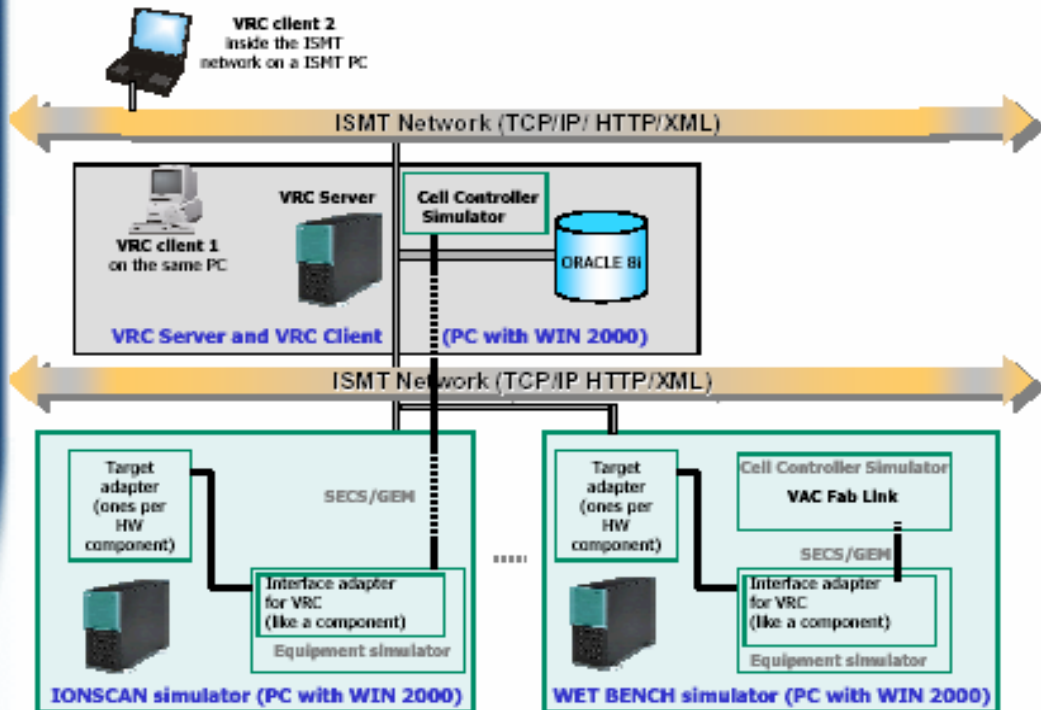 VRC client 2
inside the ISMT
network on a ISMT PC
ISMT Network (TCP/IP/ HTTP/XML)
VRC client 1
on the same PC
VRC Server
Cell Controller
Simulator
ORACLE 8i
VRC Server and VRC Client (PC with WIN 2000)
ISMT Network (TCP/IP HTTP/XML)
Target
adapter
(ones per
HW
component)
SECS/GEM
Interface adapter
for VRC
(like a component)
Equipment simulator
IONSCAN simulator (PC with WIN 2000)
.....
Target
adapter
(ones per
HW
component)
Cell Controller Simulator
VAC Fab Link
SECS/GEM
Interface adapter
for VRC
(like a component)
Equipment simulator
WET BENCH simulator (PC with WIN 2000)